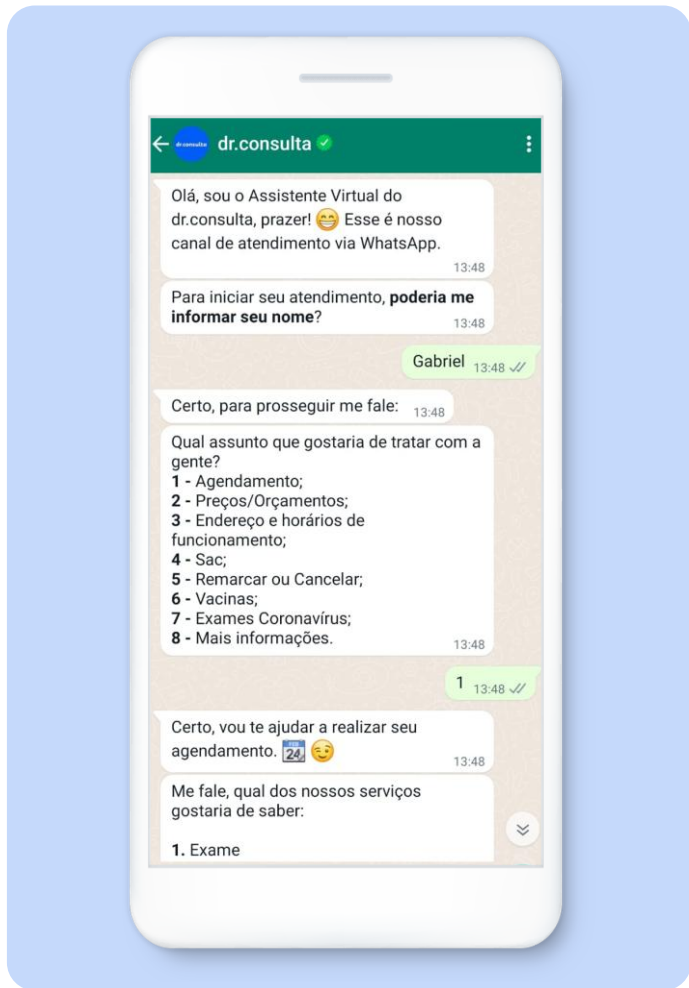 dr.consulta
dr.consulta
Olá, sou o Assistente Virtual do
dr.consulta, prazer! 😁 Esse é nosso
canal de atendimento via WhatsApp.
13:48
Para iniciar seu atendimento, poderia me
informar seu nome?
13:48
Gabriel 13:48
Certo, para prosseguir me fale: 13:48
Qual assunto que gostaria de tratar com a
gente?
1 - Agendamento;
2 - Preços/Orçamentos;
3 - Endereço e horários de
funcionamento;
4 - Sac;
5 - Remarcar ou Cancelar;
6 - Vacinas;
7 - Exames Coronavírus;
8 - Mais informações.
13:48
1 13:48
Certo, vou te ajudar a realizar seu
agendamento. 📆 😉
13:48
Me fale, qual dos nossos serviços
gostaria de saber:
1. Exame